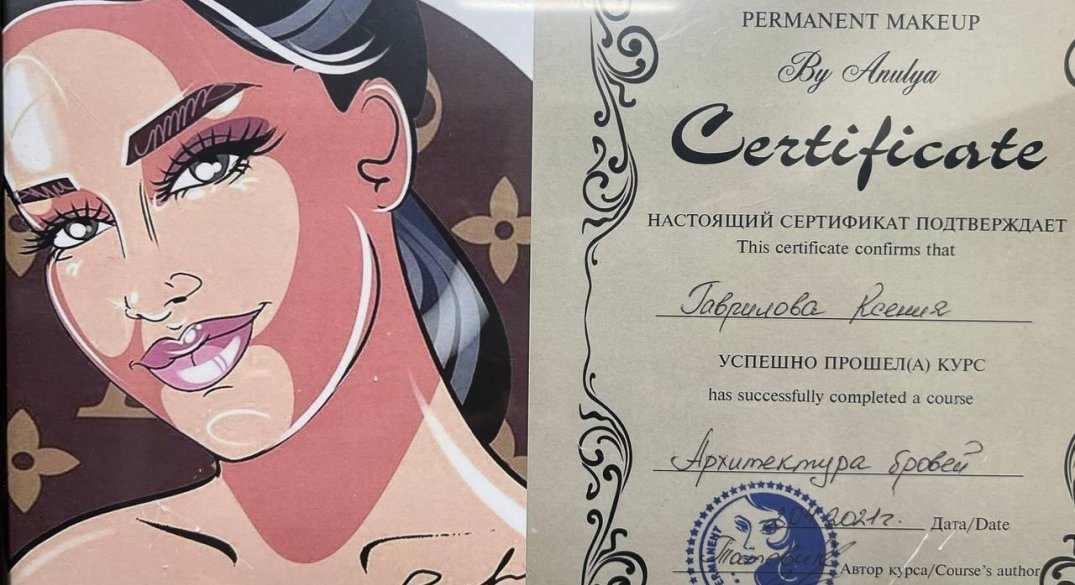 PERMANENT MAKEUP
By Anulya
Certificate
НАСТОЯЩИЙ СЕРТИФИКАТ ПОДТВЕРЖДАЕТ
This certificate confirms that
Гаврилова Ксения
УСПЕШНО ПРОШЕЛ(А) КУРС
has successfully completed a course
Архитектура бровей
2021г. Дата/Date
Автор курса/Course's author